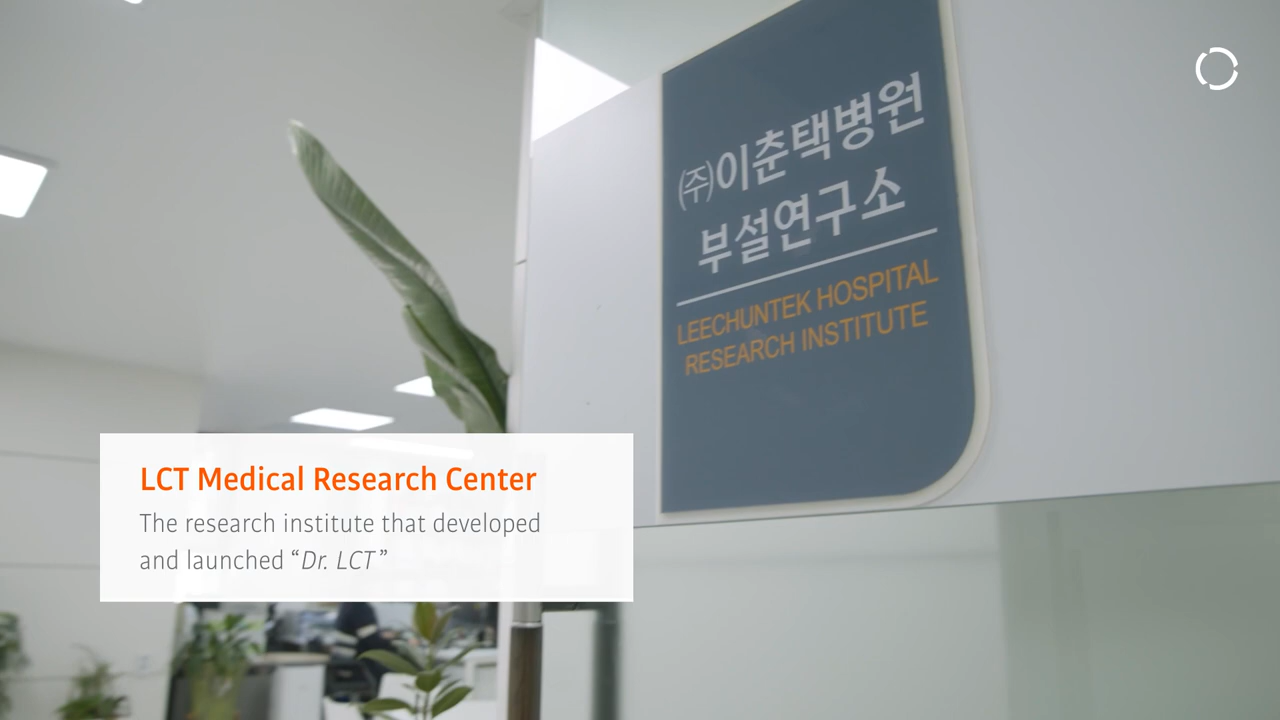 ㈜이춘택병원
부설연구소
LEECHUNTEK HOSPITAL
RESEARCH INSTITUTE
LCT Medical Research Center
The research institute that developed
and launched “Dr. LCT”